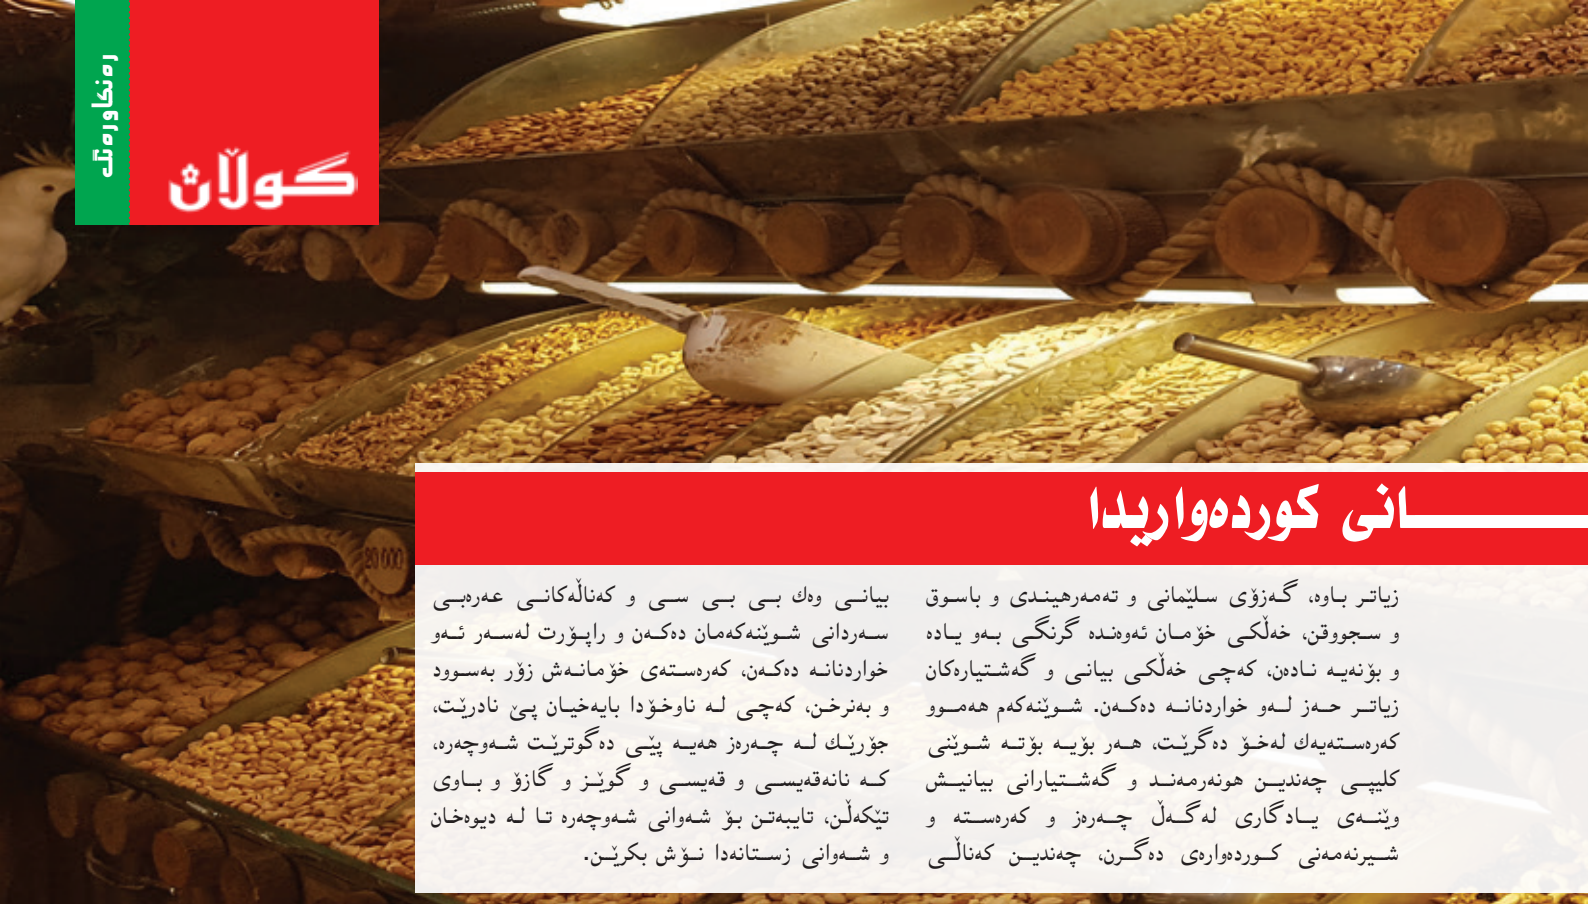 رەنگاورەنگ
گوڵان
ـــانی کوردەواریدا
زیاتر باوە، گەزۆی سلێمانی و تەمەرهیندی و باسوق
و سجووقن، خەڵکی خۆمان ئەوەندە گرنگی بەو یادە
و بۆنەیە نادەن، کەچی خەڵکی بیانی و گەشتیارەکان
زیاتر حەز لەو خواردنانە دەکەن. شوێنەکەم هەموو
کەرەستەیەك لەخۆ دەگرێت، هەر بۆیە بۆتە شوێنی
کلیپی چەندین هونەرمەند و گەشتیارانی بیانیش
وێنەی یادگاری لەگەڵ چەرەز و کەرەستە و
شیرنەمەنی کوردەوارەی دەگرن، چەندین کەناڵی
بیانی وەك بی بی سی و کەناڵەکانی عەرەبی
سەردانی شوێنەکەمان دەکەن و راپۆرت لەسەر ئەو
خواردنانە دەکەن، کەرەستەی خۆمانەش زۆر بەسوود
و بەنرخن، کەچی لە ناوخۆدا بایەخیان پێ نادرێت،
جۆرێك لە چەرەز هەیە پێی دەگوترێت شەوچەرە،
کە نانەقەیسی و قەیسی و گوێز و گازۆ و باوی
تێکەڵن، تایبەتن بۆ شەوانی شەوچەرە تا لە دیوەخان
و شەوانی زستانەدا نۆش بکرێن.
20 000